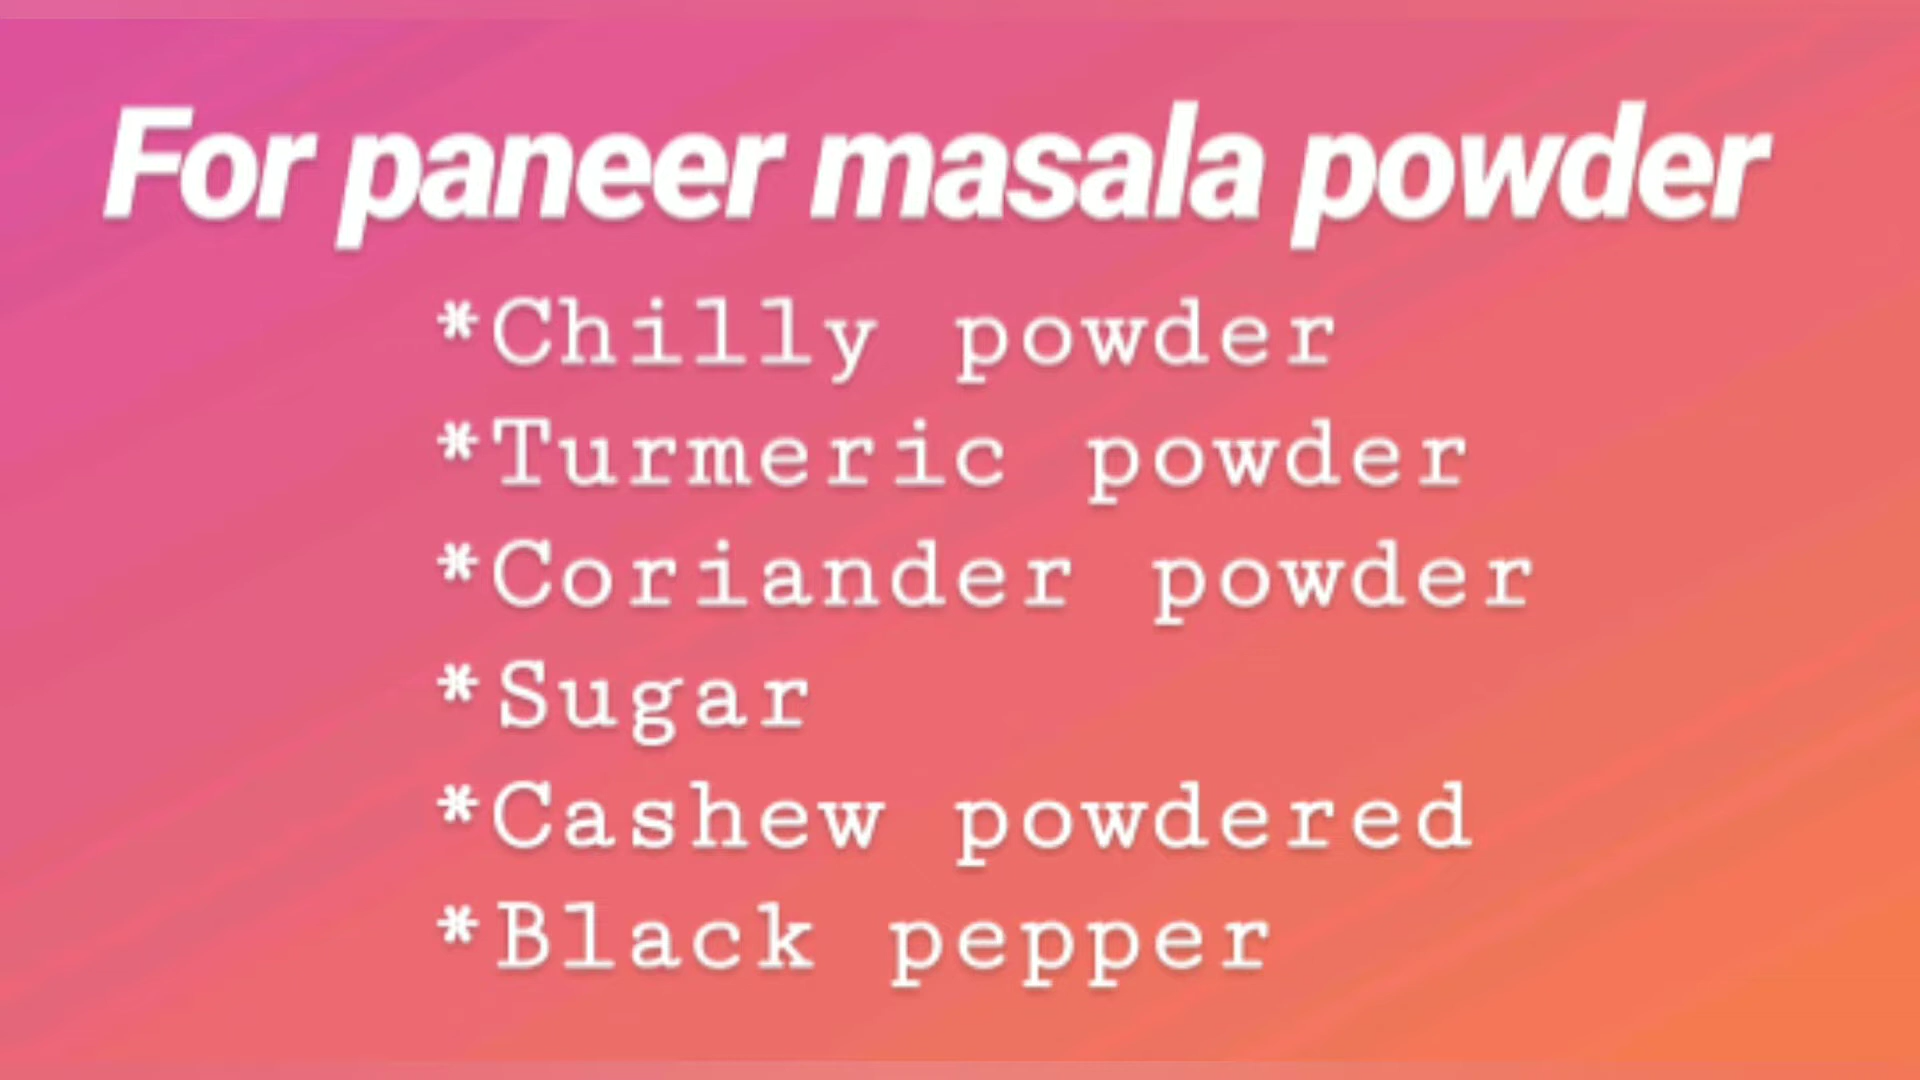 For paneer masala powder
*Chilly powder
*Turmeric powder
*Coriander powder
*Sugar
*Cashew powdered
*Black pepper